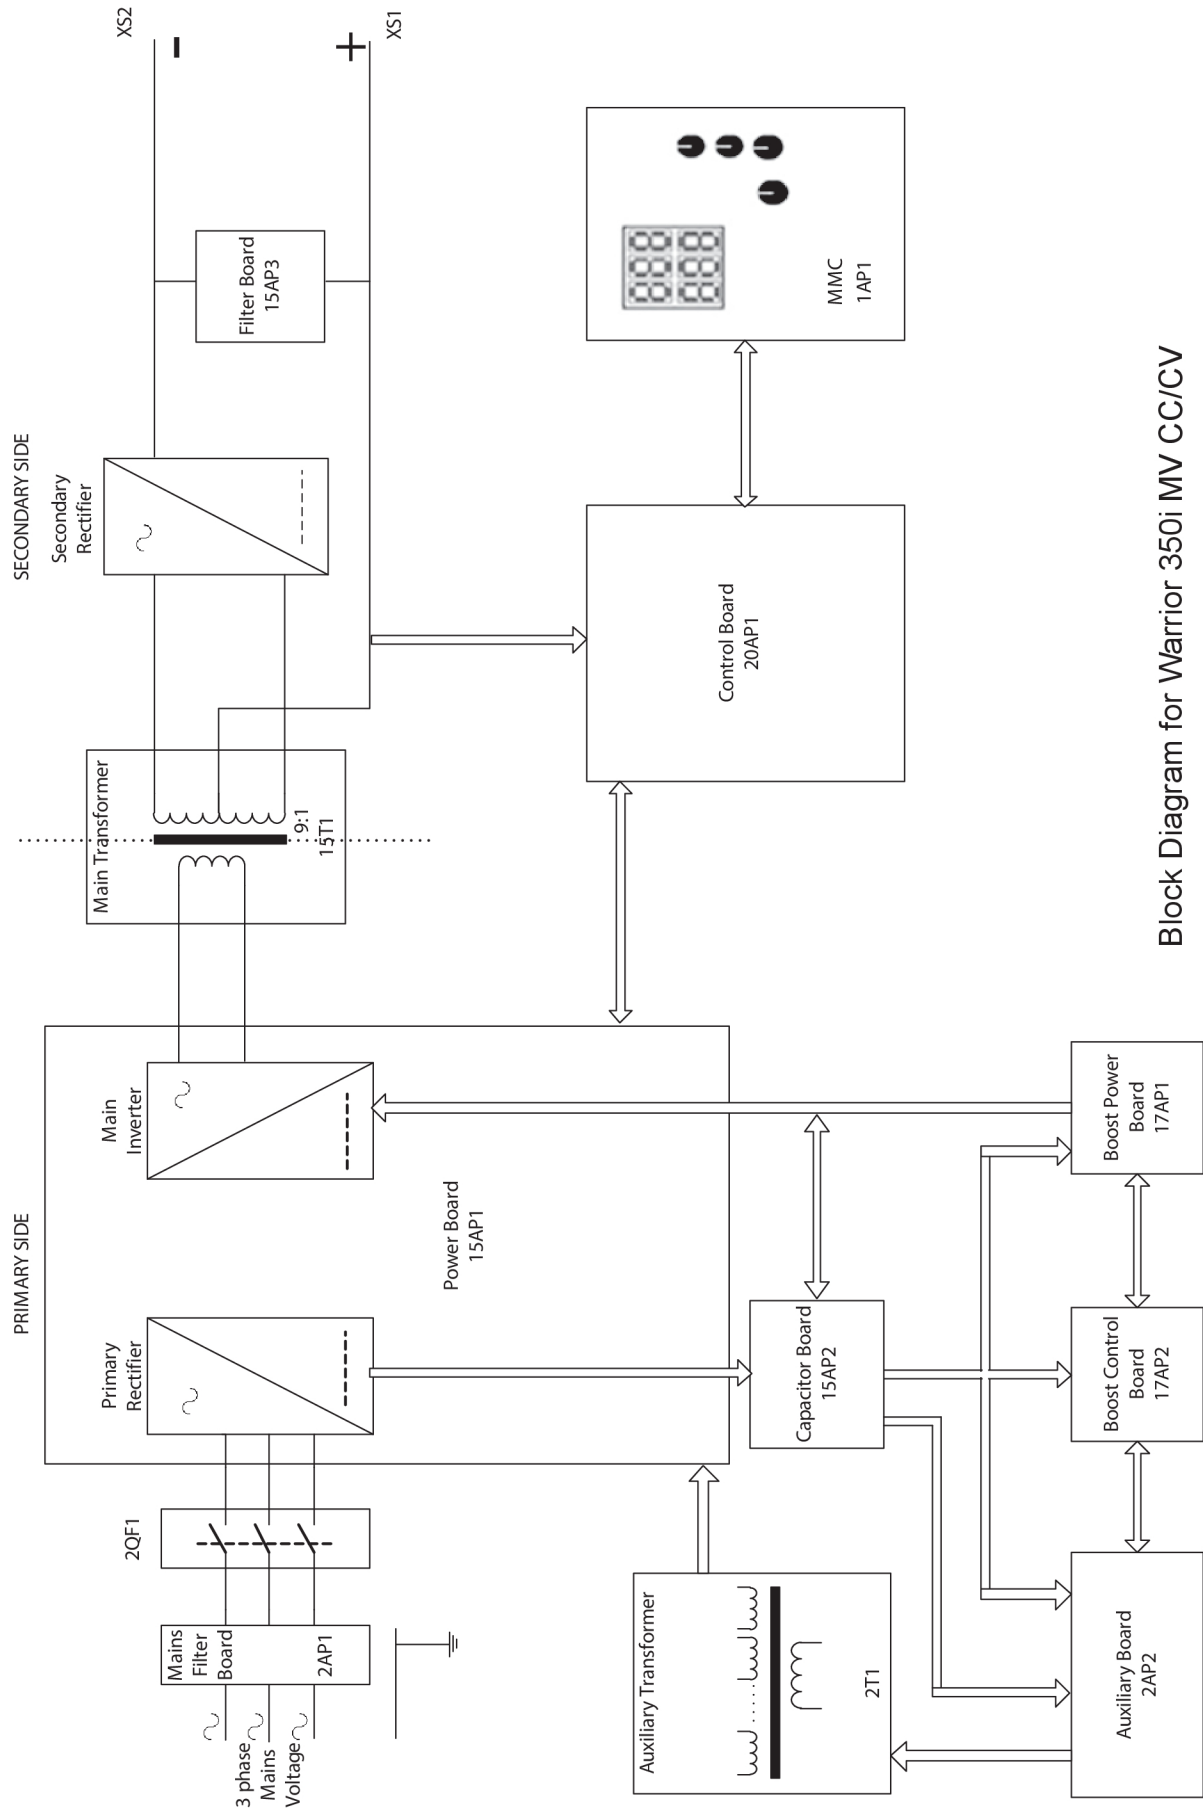 PRIMARY SIDE
SECONDARY SIDE
3 phase
Mains
Voltage
Mains
Filter
Board
2AP1
2QF1
Primary
Rectifier
Main
Inverter
Power Board
15AP1
Main Transformer
9:1
15T1
Secondary
Rectifier
Filter Board
15AP3
XS2
-
+
XS1
Auxiliary Transformer
2T1
Capacitor Board
15AP2
Control Board
20AP1
MMC
1AP1
Auxiliary Board
2AP2
Boost Control
Board
17AP2
Boost Power
Board
17AP1
Block Diagram for Warrior 350i MV CC/CV